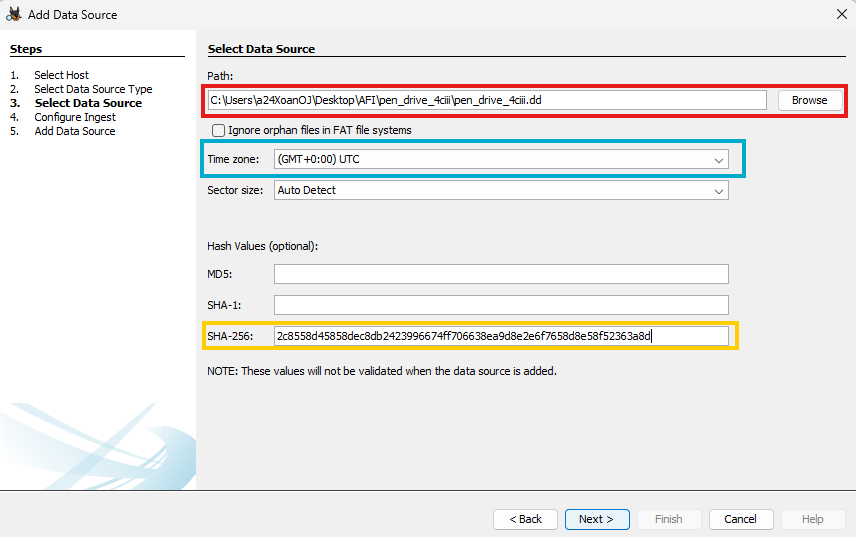 Add Data Source
Steps
1. Select Host
2. Select Data Source Type
3. Select Data Source
4. Configure Ingest
5. Add Data Source
Select Data Source
Path:
C:\Users\a24XoanOJ\Desktop\AFI\pen_drive_4ciii\pen_drive_4ciii.dd
Browse
Ignore orphan files in FAT file systems
Time zone: (GMT+0:00) UTC
Sector size: Auto Detect
Hash Values (optional):
MD5:
SHA-1:
SHA-256: 2c8558d45858dec8db2423996674ff706638ea9d8e2e6f7658d8e58f52363a8d
NOTE: These values will not be validated when the data source is added.
< Back Next > Finish Cancel Help